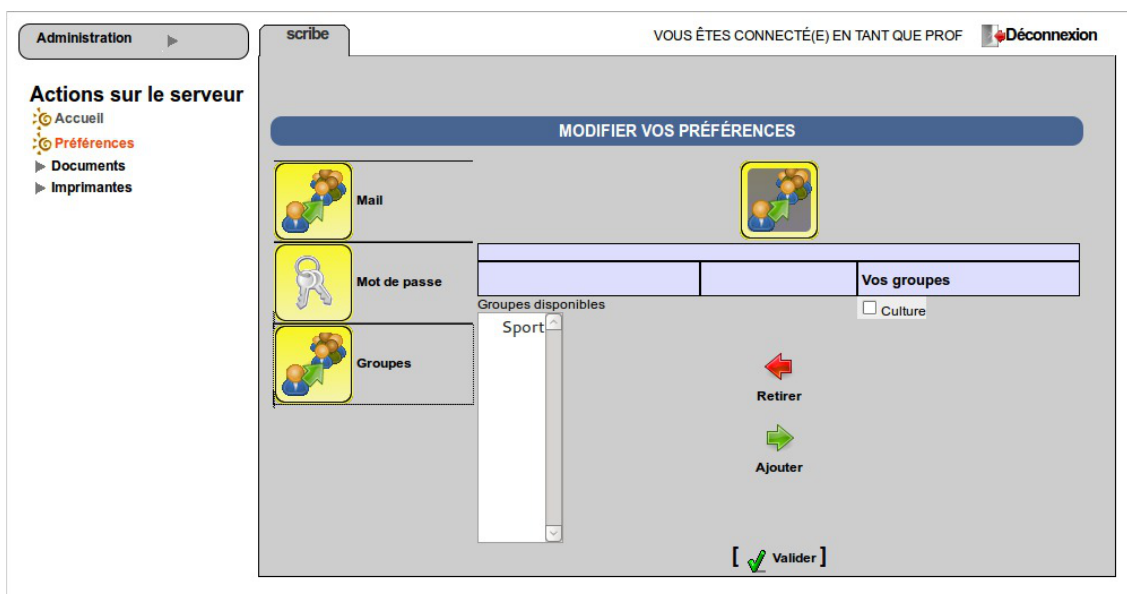 Administration
scribe
VOUS ÊTES CONNECTÉ(E) EN TANT QUE PROF
Déconnexion
Actions sur le serveur
Accueil
Préférences
Documents
Imprimantes
MODIFIER VOS PRÉFÉRENCES
Mail
Mot de passe
Groupes
Vos groupes
Groupes disponibles
Culture
Sport
Retirer
Ajouter
[ Valider ]